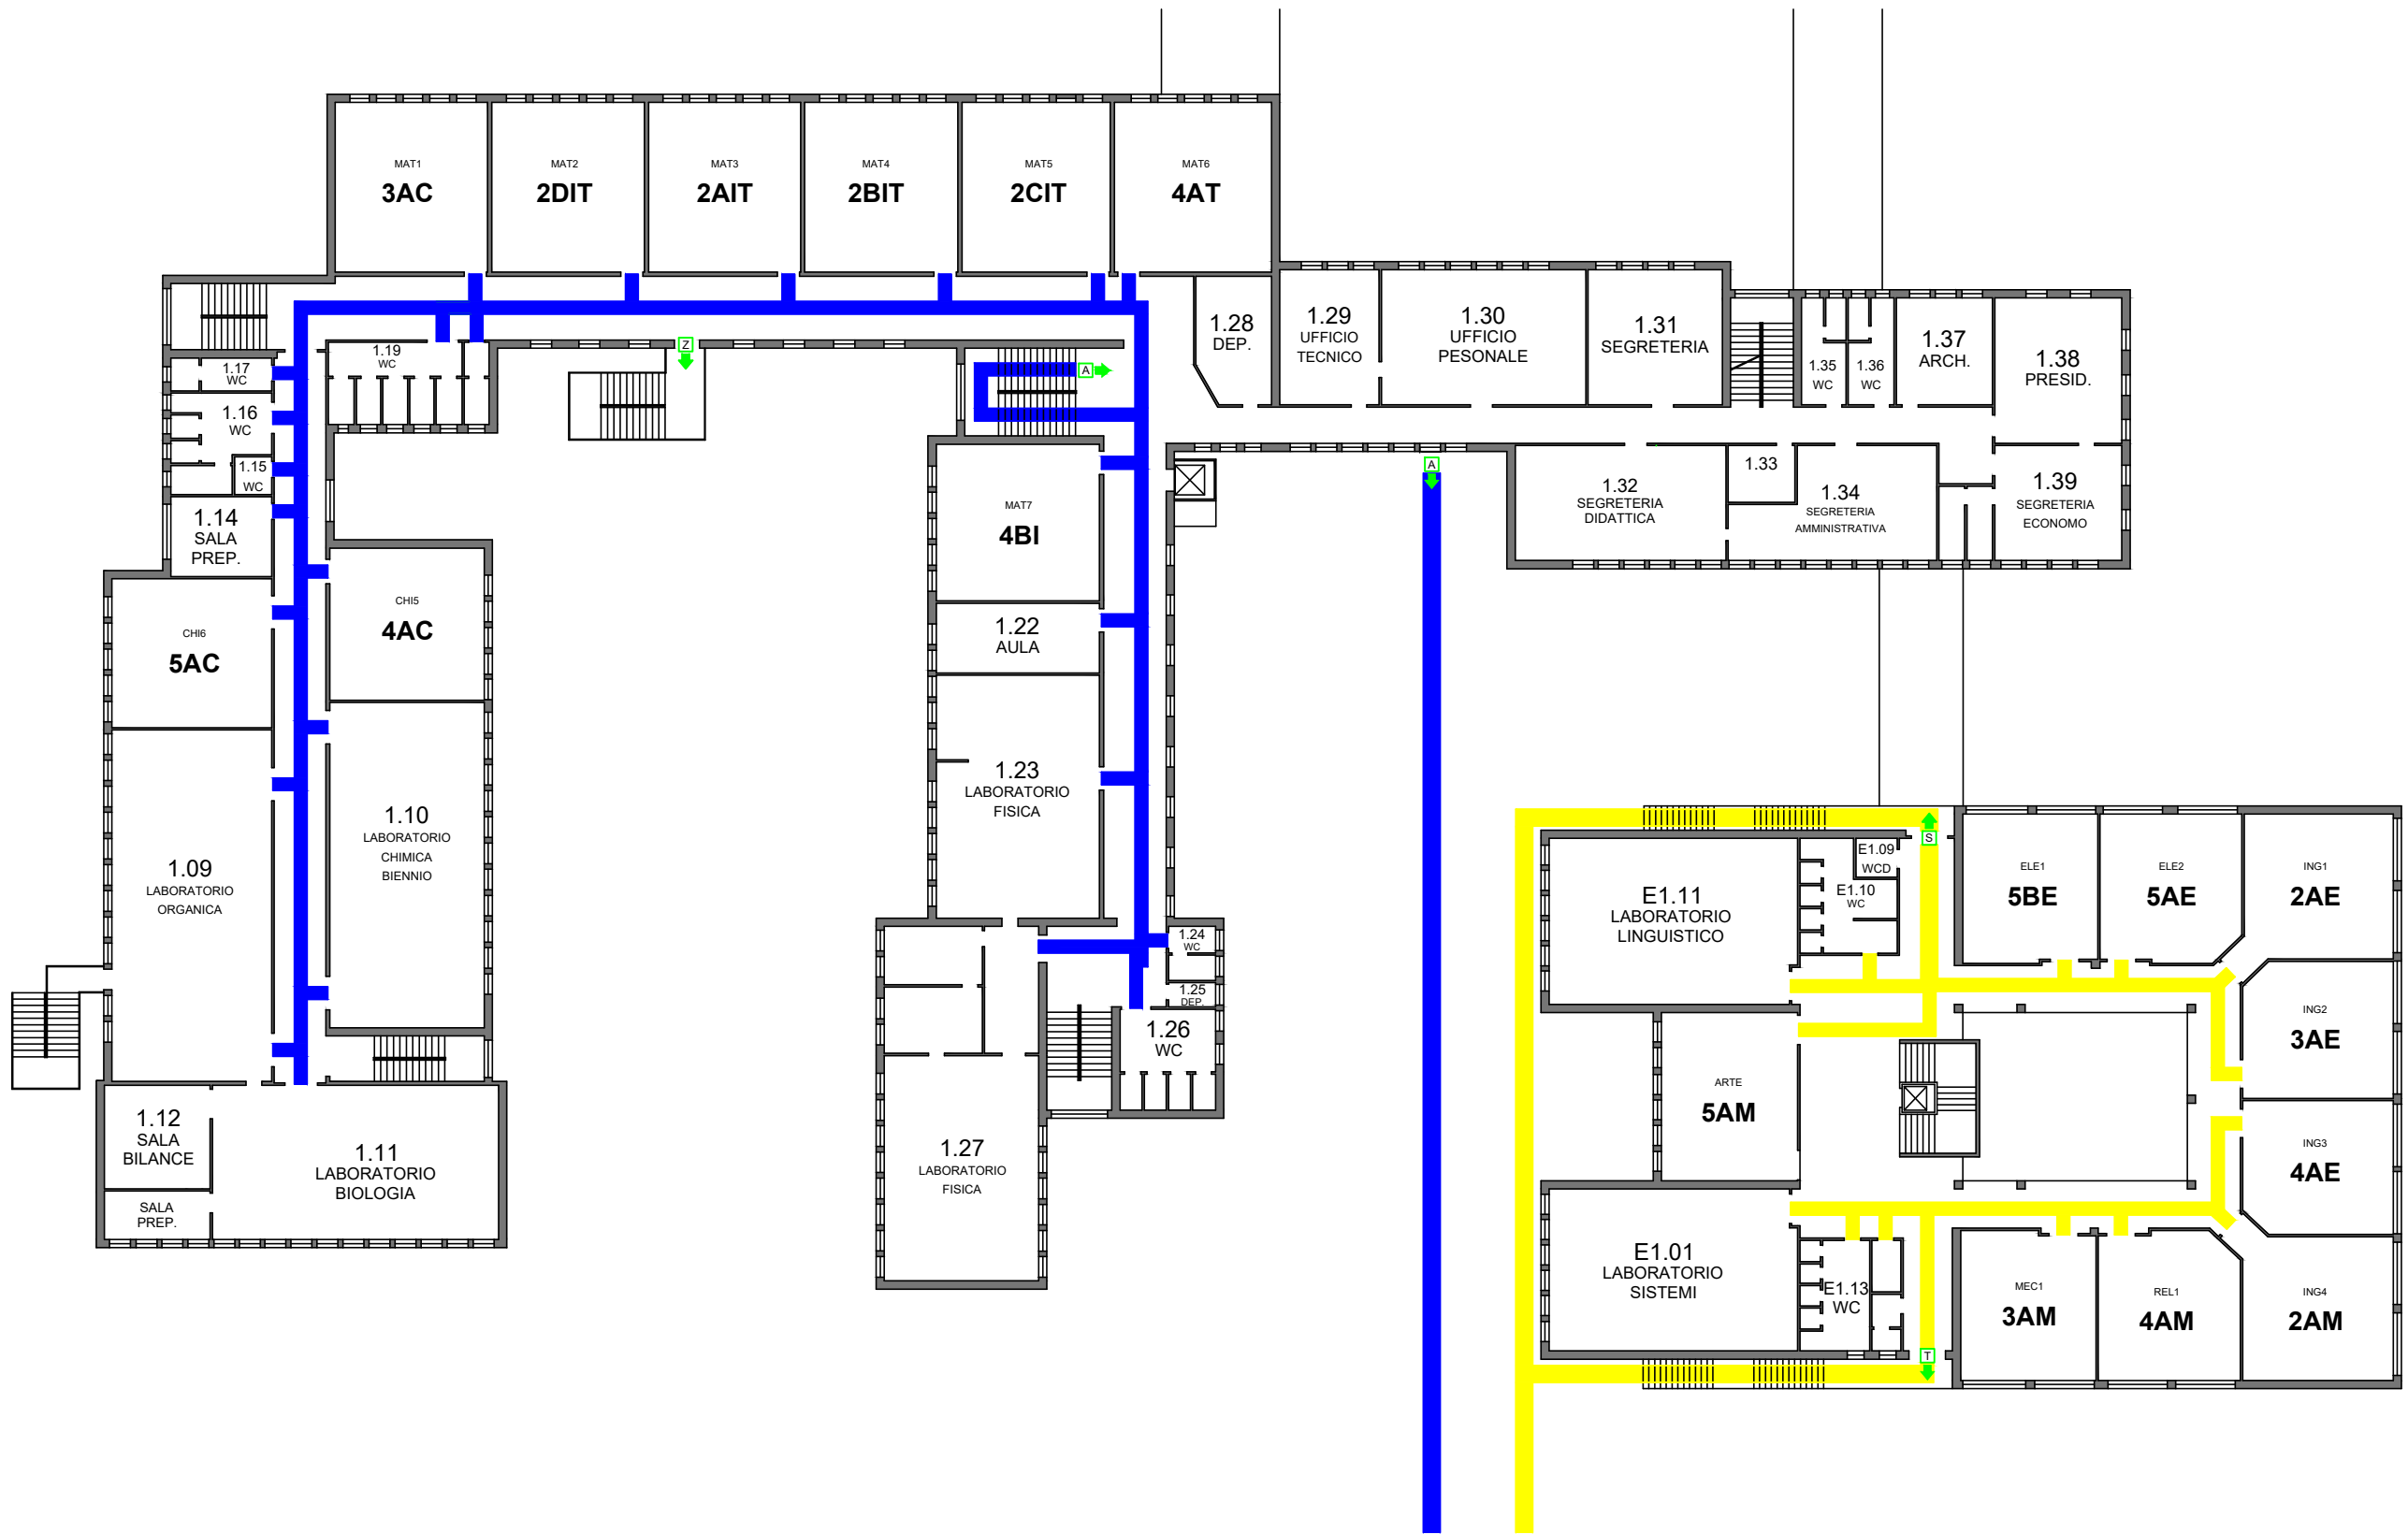 MAT1
3AC
MAT2
2DIT
MAT3
2AIT
MAT4
2BIT
MAT5
2CIT
MAT6
4AT
1.28
DEP.
1.29
UFFICIO
TECNICO
1.30
UFFICIO
PESONALE
1.31
SEGRETERIA
1.35
WC
1.36
WC
1.37
ARCH.
1.38
PRESID.
1.17
WC
1.16
WC
1.15
WC
1.14
SALA
PREP.
1.19
WC
Z
A
A
1.32
SEGRETERIA
DIDATTICA
1.33
1.34
SEGRETERIA
AMMINISTRATIVA
1.39
SEGRETERIA
ECONOMO
MAT7
4BI
1.22
AULA
1.23
LABORATORIO
FISICA
CHI6
5AC
CHI5
4AC
1.10
LABORATORIO
CHIMICA
BIENNIO
1.09
LABORATORIO
ORGANICA
1.12
SALA
BILANCE
SALA
PREP.
1.11
LABORATORIO
BIOLOGIA
1.24
WC
1.25
DEP.
1.26
WC
1.27
LABORATORIO
FISICA
E1.11
LABORATORIO
LINGUISTICO
E1.09
WCD
E1.10
WC
S
ELE1
5BE
ELE2
5AE
ING1
2AE
ING2
3AE
ARTE
5AM
ING3
4AE
E1.01
LABORATORIO
SISTEMI
E1.13
WC
T
MEC1
3AM
REL1
4AM
ING4
2AM